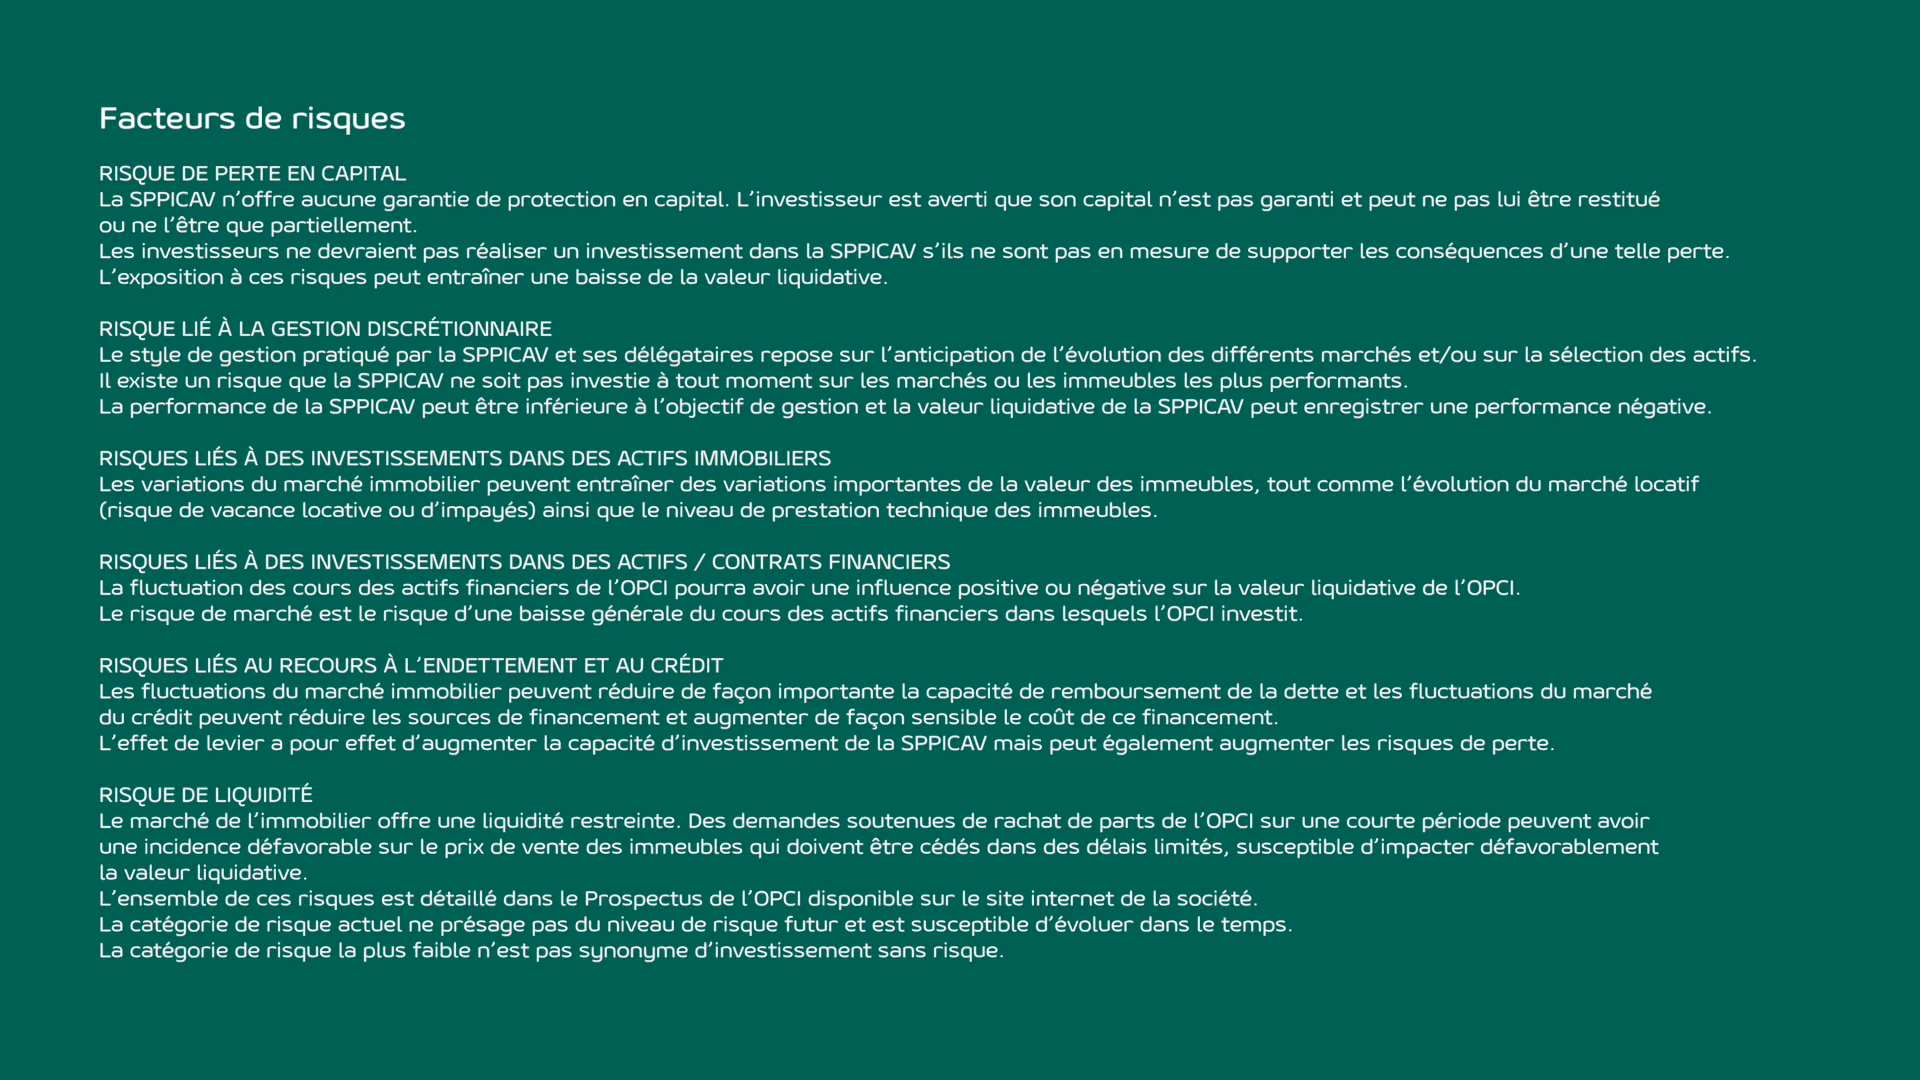 Facteurs de risques
RISQUE DE PERTE EN CAPITAL
La SPPICAV n’offre aucune garantie de protection en capital. L’investisseur est averti que son capital n’est pas garanti et peut ne pas lui être restitué
ou ne l’être que partiellement.
Les investisseurs ne devraient pas réaliser un investissement dans la SPPICAV s’ils ne sont pas en mesure de supporter les conséquences d’une telle perte.
L’exposition à ces risques peut entraîner une baisse de la valeur liquidative.
RISQUE LIÉ À LA GESTION DISCRÉTIONNAIRE
Le style de gestion pratiqué par la SPPICAV et ses délégataires repose sur l’anticipation de l’évolution des différents marchés et/ou sur la sélection des actifs.
Il existe un risque que la SPPICAV ne soit pas investie à tout moment sur les marchés ou les immeubles les plus performants.
La performance de la SPPICAV peut être inférieure à l’objectif de gestion et la valeur liquidative de la SPPICAV peut enregistrer une performance négative.
RISQUES LIÉS À DES INVESTISSEMENTS DANS DES ACTIFS IMMOBILIERS
Les variations du marché immobilier peuvent entraîner des variations importantes de la valeur des immeubles, tout comme l’évolution du marché locatif
(risque de vacance locative ou d’impayés) ainsi que le niveau de prestation technique des immeubles.
RISQUES LIÉS À DES INVESTISSEMENTS DANS DES ACTIFS / CONTRATS FINANCIERS
La fluctuation des cours des actifs financiers de l’OPCI pourra avoir une influence positive ou négative sur la valeur liquidative de l’OPCI.
Le risque de marché est le risque d’une baisse générale du cours des actifs financiers dans lesquels l’OPCI investit.
RISQUES LIÉS AU RECOURS À L’ENDETTEMENT ET AU CRÉDIT
Les fluctuations du marché immobilier peuvent réduire de façon importante la capacité de remboursement de la dette et les fluctuations du marché
du crédit peuvent réduire les sources de financement et augmenter de façon sensible le coût de ce financement.
L’effet de levier a pour effet d’augmenter la capacité d’investissement de la SPPICAV mais peut également augmenter les risques de perte.
RISQUE DE LIQUIDITÉ
Le marché de l’immobilier offre une liquidité restreinte. Des demandes soutenues de rachat de parts de l’OPCI sur une courte période peuvent avoir
une incidence défavorable sur le prix de vente des immeubles qui doivent être cédés dans des délais limités, susceptible d’impacter défavorablement
la valeur liquidative.
L’ensemble de ces risques est détaillé dans le Prospectus de l’OPCI disponible sur le site internet de la société.
La catégorie de risque actuel ne présage pas du niveau de risque futur et est susceptible d’évoluer dans le temps.
La catégorie de risque la plus faible n’est pas synonyme d’investissement sans risque.